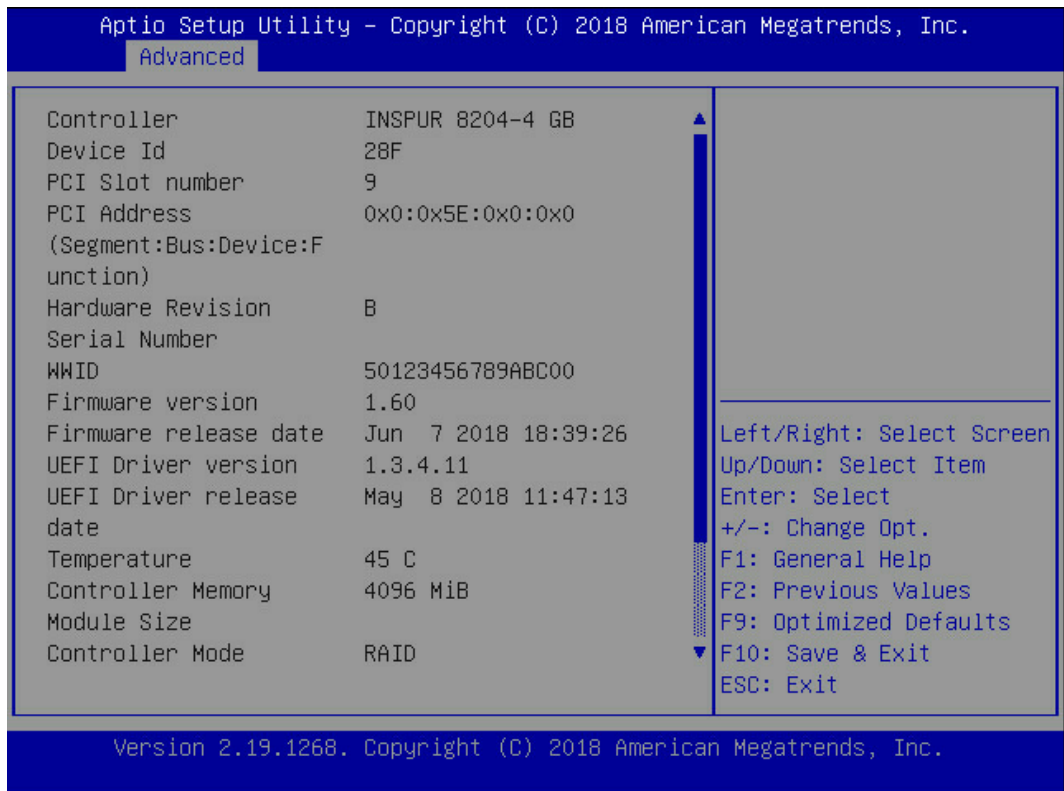 Aptio Setup Utility – Copyright (C) 2018 American Megatrends, Inc.
Advanced
Controller INSPUR 8204-4 GB
Device Id 28F
PCI Slot number 9
PCI Address 0x0:0x5E:0x0:0x0
(Segment:Bus:Device:F
unction)
Hardware Revision B
Serial Number
WWID 50123456789ABC00
Firmware version 1.60
Firmware release date Jun 7 2018 18:39:26
UEFI Driver version 1.3.4.11
UEFI Driver release May 8 2018 11:47:13
date
Temperature 45 C
Controller Memory 4096 MiB
Module Size
Controller Mode RAID
Left/Right: Select Screen
Up/Down: Select Item
Enter: Select
+/-: Change Opt.
F1: General Help
F2: Previous Values
F9: Optimized Defaults
F10: Save & Exit
ESC: Exit
Version 2.19.1268. Copyright (C) 2018 American Megatrends, Inc.